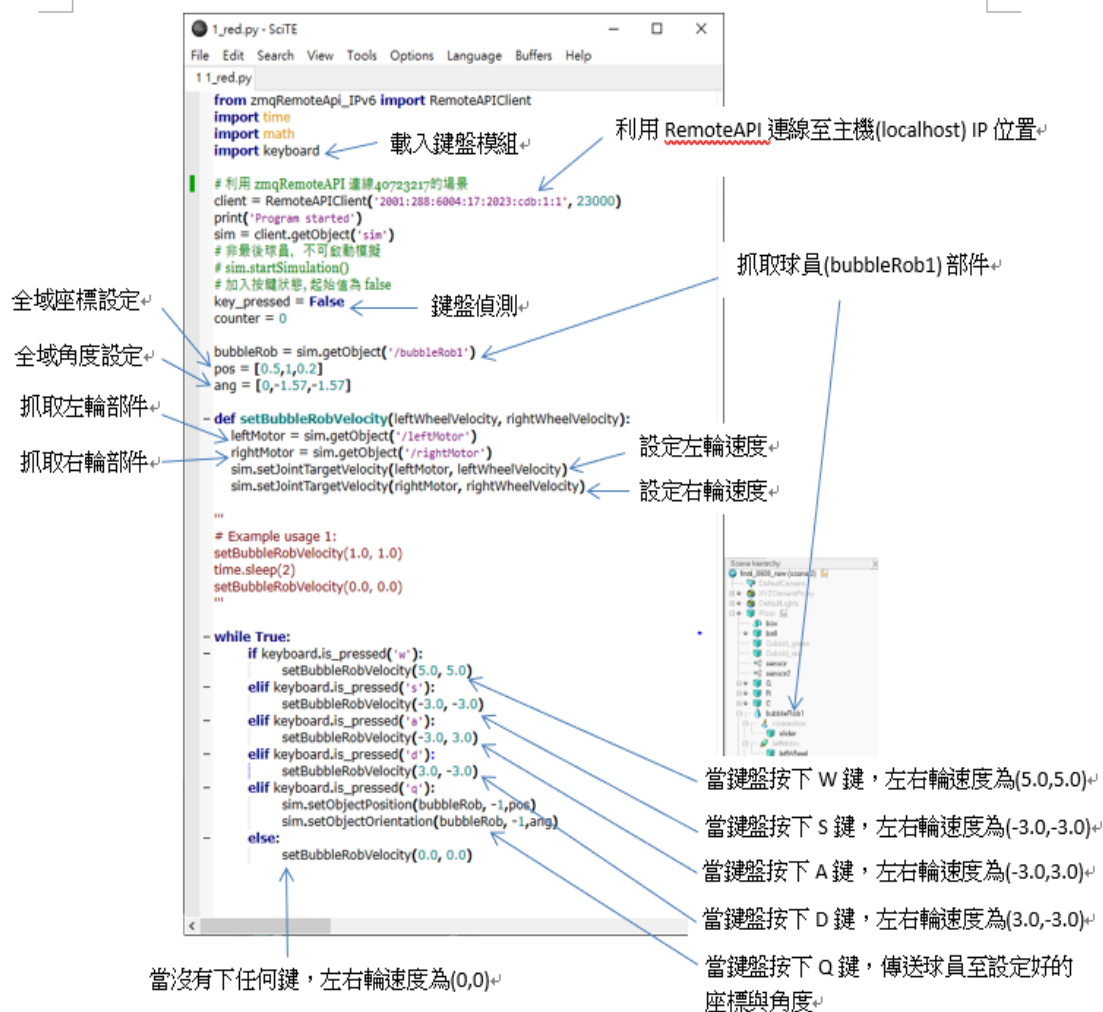 1_red.py - SciTE
File Edit Search View Tools Options Language Buffers Help
1 1_red.py
from zmqRemoteApi_IPv6 import RemoteAPIClient
import time
import math
import keyboard
載入鍵盤模組
利用 RemoteAPI 連線至主機(localhost) IP 位置
# 利用 zmqRemoteAPI 連線40723217的場景
client = RemoteAPIClient('2001:288:6004:17:2023:cdb:1:1', 23000)
print('Program started')
sim = client.getObject('sim')
# 非最後球員, 不可啟動模擬
# sim.startSimulation()
# 加入按鍵狀態, 起始值為 false
key_pressed = False
counter = 0
抓取球員(bubbleRob1) 部件
鍵盤偵測
全域座標設定
全域角度設定
抓取左輪部件
抓取右輪部件
bubbleRob = sim.getObject('/bubbleRob1')
pos = [0.5,1,0.2]
ang = [0,-1.57,-1.57]
def setBubbleRobVelocity(leftWheelVelocity, rightWheelVelocity):
leftMotor = sim.getObject('/leftMotor')
rightMotor = sim.getObject('/rightMotor')
sim.setJointTargetVelocity(leftMotor, leftWheelVelocity)
sim.setJointTargetVelocity(rightMotor, rightWheelVelocity)
設定左輪速度
設定右輪速度
'''
# Example usage 1:
setBubbleRobVelocity(1.0, 1.0)
time.sleep(2)
setBubbleRobVelocity(0.0, 0.0)
'''
while True:
if keyboard.is_pressed('w'):
setBubbleRobVelocity(5.0, 5.0)
elif keyboard.is_pressed('s'):
setBubbleRobVelocity(-3.0, -3.0)
elif keyboard.is_pressed('a'):
setBubbleRobVelocity(-3.0, 3.0)
elif keyboard.is_pressed('d'):
setBubbleRobVelocity(3.0, -3.0)
elif keyboard.is_pressed('q'):
sim.setObjectPosition(bubbleRob, -1,pos)
sim.setObjectOrientation(bubbleRob, -1,ang)
else:
setBubbleRobVelocity(0.0, 0.0)
Scene hierarchy
final_0608_new (scene 2)
DefaultCamera
XYZCameraProxy
DefaultLights
Floor
box
ball
Cuboid_green
Cuboid_red
sensor
sensor2
G
R
C
bubbleRob1
connection
slider
leftMotor
leftWheel
當鍵盤按下 W 鍵，左右輪速度為(5.0,5.0)
當鍵盤按下 S 鍵，左右輪速度為(-3.0,-3.0)
當鍵盤按下 A 鍵，左右輪速度為(-3.0,3.0)
當鍵盤按下 D 鍵，左右輪速度為(3.0,-3.0)
當鍵盤按下 Q 鍵，傳送球員至設定好的
座標與角度
當沒有下任何鍵，左右輪速度為(0,0)